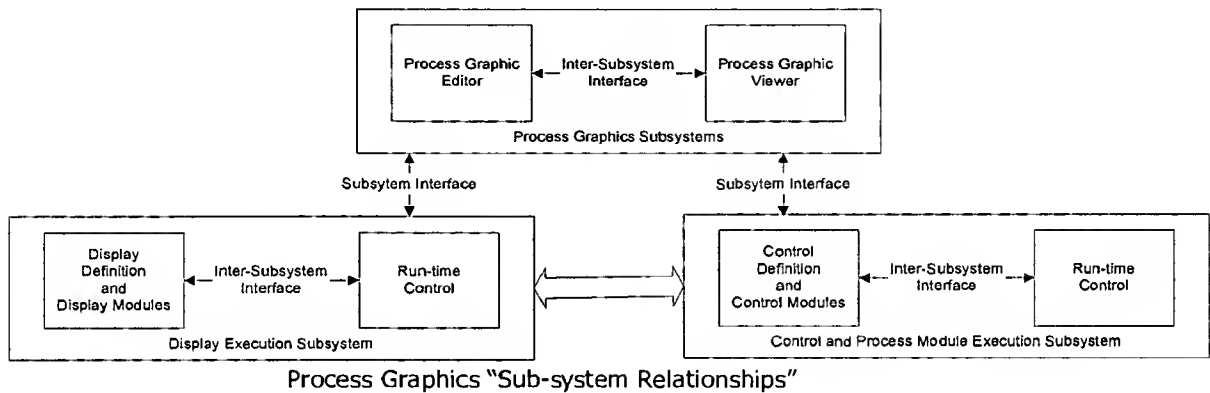 Process Graphic
Editor
Inter-Subsystem
Interface
Process Graphic
Viewer
Process Graphics Subsystems
Subsytem Interface
Subsytem Interface
Display
Definition
and
Display Modules
Inter-Subsystem
Interface
Run-time
Control
Display Execution Subsystem
Control
Definition
and
Control Modules
Inter-Subsystem
Interface
Run-time
Control
Control and Process Module Execution Subsystem
Process Graphics "Sub-system Relationships"